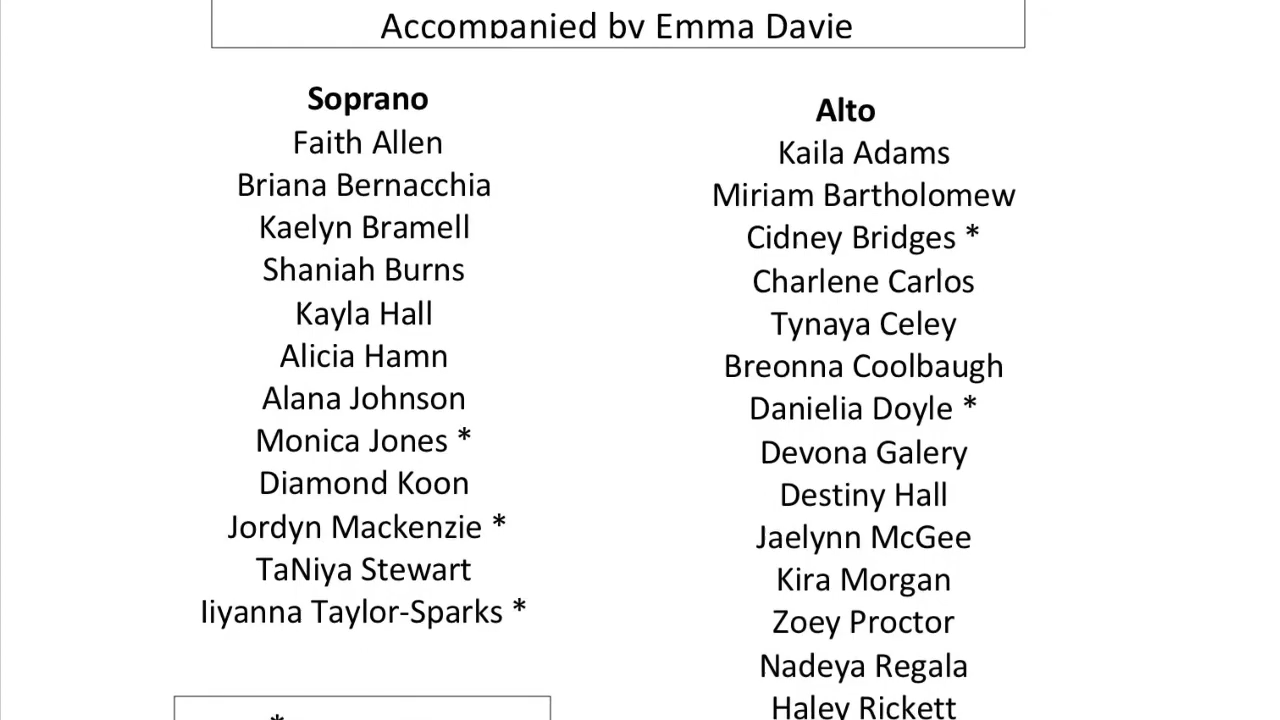 Accompanied by Emma Davie
Soprano
Faith Allen
Briana Bernacchia
Kaelyn Bramell
Shaniah Burns
Kayla Hall
Alicia Hamn
Alana Johnson
Monica Jones *
Diamond Koon
Jordyn Mackenzie *
TaNiya Stewart
Iiyanna Taylor-Sparks *
*
Alto
Kaila Adams
Miriam Bartholomew
Cidney Bridges *
Charlene Carlos
Tynaya Celey
Breonna Coolbaugh
Danielia Doyle *
Devona Galery
Destiny Hall
Jaelynn McGee
Kira Morgan
Zoey Proctor
Nadeya Regala
Haley Rickett